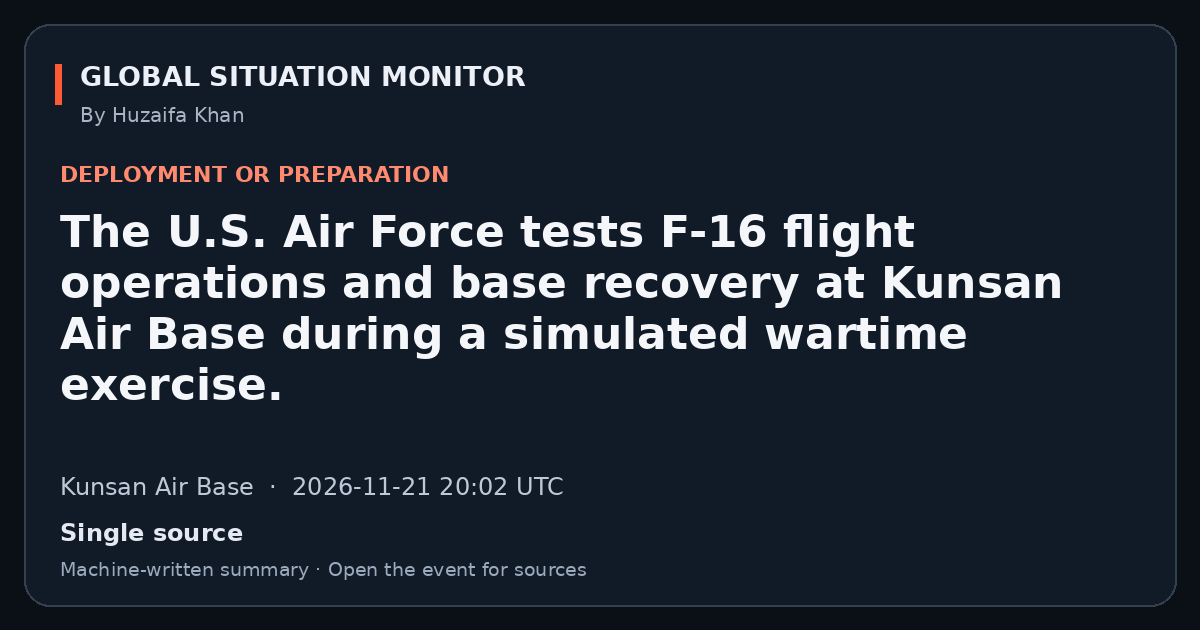 GLOBAL SITUATION MONITOR
By Huzaifa Khan
DEPLOYMENT OR PREPARATION
The U.S. Air Force tests F-16 flight
operations and base recovery at Kunsan
Air Base during a simulated wartime
exercise.
Kunsan Air Base · 2026-11-21 20:02 UTC
Single source
Machine-written summary · Open the event for sources